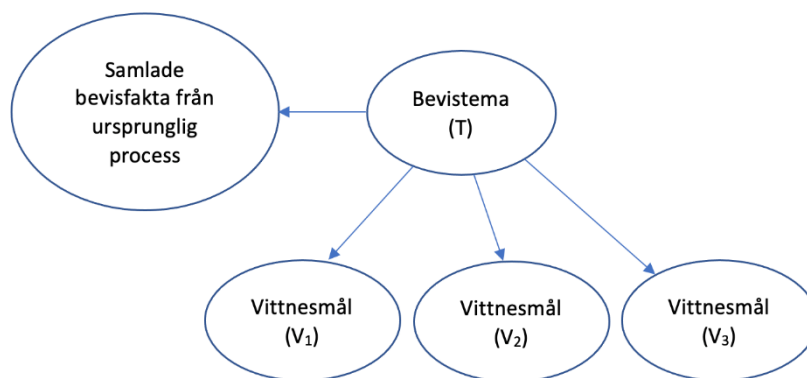 Samlade
bevisfakta från
ursprunglig
process
Bevistema
(T)
Vittnesmål
(V₁)
Vittnesmål
(V₂)
Vittnesmål
(V₃)